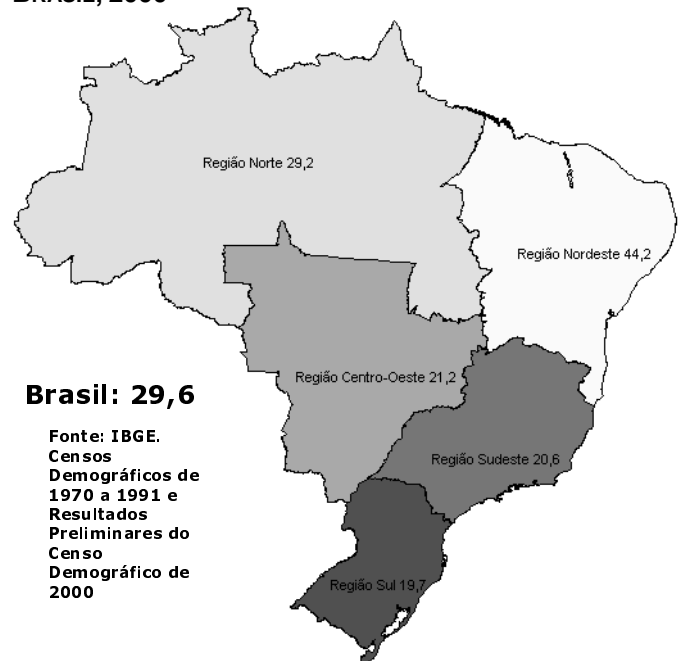 BRASIL, 2000
Região Norte 29,2
Região Nordeste 44,2
Região Centro-Oeste 21,2
Brasil: 29,6
Região Sudeste 20,6
Fonte: IBGE.
Censos
Demográficos de
1970 a 1991 e
Resultados
Preliminares do
Censo
Demográfico de
2000
Região Sul 19,7